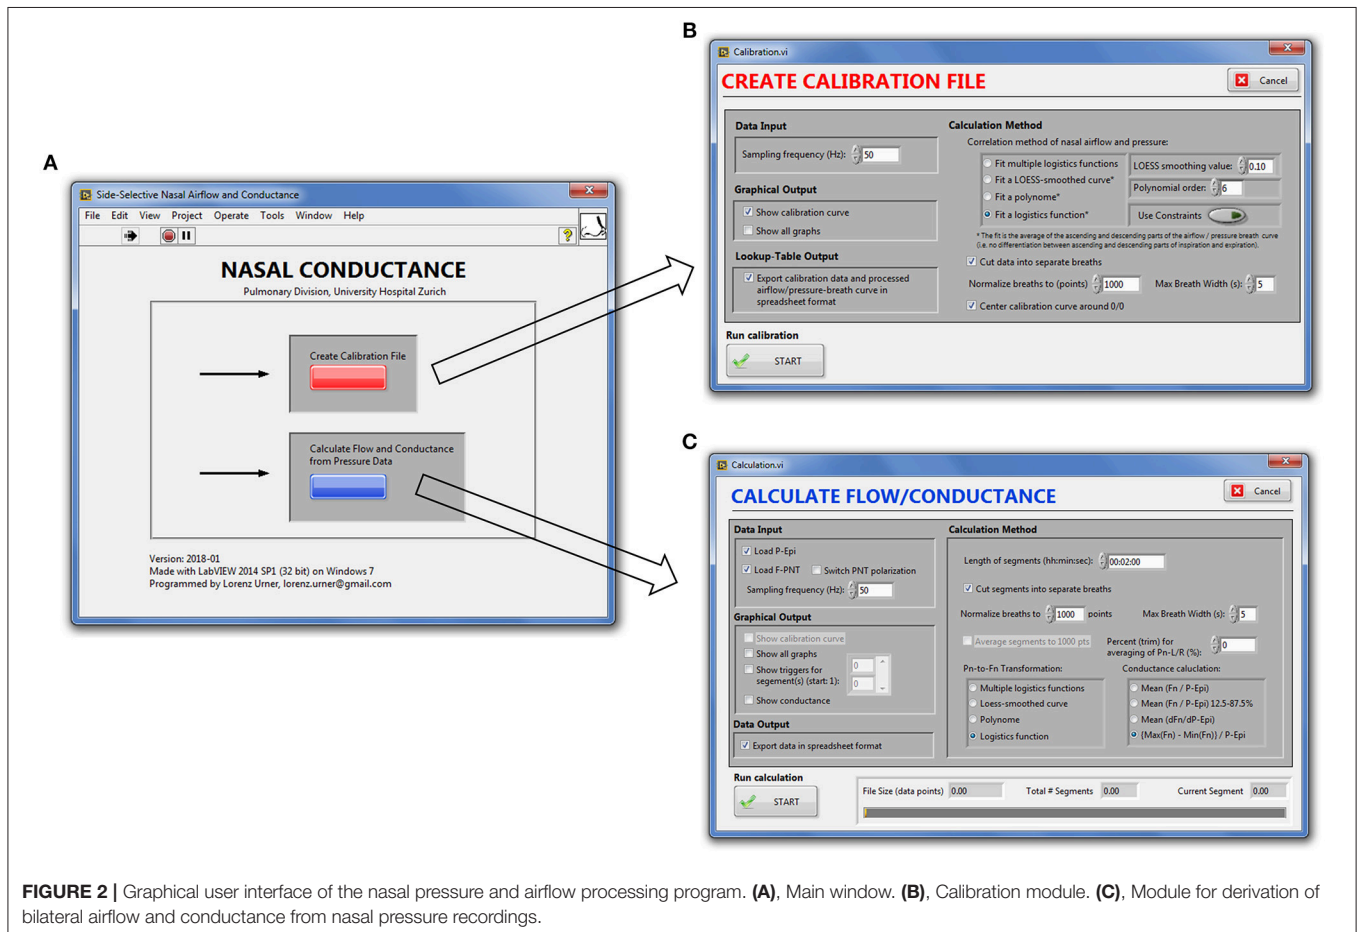 A
Side-Selective Nasal Airflow and Conductance
File Edit View Project Operate Tools Window Help
NASAL CONDUCTANCE
Pulmonary Division, University Hospital Zurich
Create Calibration File
Calculate Flow and Conductance
from Pressure Data
Version: 2018-01
Made with LabVIEW 2014 SP1 (32 bit) on Windows 7
Programmed by Lorenz Urner, lorenz.urner@gmail.com
B
Calibration.vi
CREATE CALIBRATION FILE
Cancel
Data Input
Sampling frequency (Hz): 50
Graphical Output
Show calibration curve
Show all graphs
Lookup-Table Output
Export calibration data and processed
airflow/pressure-breath curve in
spreadsheet format
Calculation Method
Correlation method of nasal airflow and pressure:
Fit multiple logistics functions
Fit a LOESS-smoothed curve*
Fit a polynome*
Fit a logistics function*
LOESS smoothing value: 0.10
Polynomial order: 6
Use Constraints
* The fit is the average of the ascending and descending parts of the airflow / pressure breath curve
(i.e. no differentiation between ascending and descending parts of inspiration and expiration).
Cut data into separate breaths
Normalize breaths to (points) 1000 Max Breath Width (s): 5
Center calibration curve around 0/0
Run calibration
START
C
Calculation.vi
CALCULATE FLOW/CONDUCTANCE
Cancel
Data Input
Load P-Epi
Load F-PNT Switch PNT polarization
Sampling frequency (Hz): 50
Graphical Output
Show calibration curve
Show all graphs
Show triggers for
segement(s) (start: 1):
0
0
Show conductance
Data Output
Export data in spreadsheet format
Calculation Method
Length of segments (hh:min:sec): 00:02:00
Cut segments into separate breaths
Normalize breaths to 1000 points Max Breath Width (s): 5
Average segments to 1000 pts
Percent (trim) for
averaging of Pn-L/R (%): 0
Pn-to-Fn Transformation:
Multiple logistics functions
Loess-smoothed curve
Polynome
Logistics function
Conductance caluclation:
Mean (Fn / P-Epi)
Mean (Fn / P-Epi) 12.5-87.5%
Mean (dFn/dP-Epi)
{Max(Fn) - Min(Fn)} / P-Epi
Run calculation
START
File Size (data points) 0.00 Total # Segments 0.00 Current Segment 0.00
FIGURE 2 | Graphical user interface of the nasal pressure and airflow processing program. (A), Main window. (B), Calibration module. (C), Module for derivation of
bilateral airflow and conductance from nasal pressure recordings.